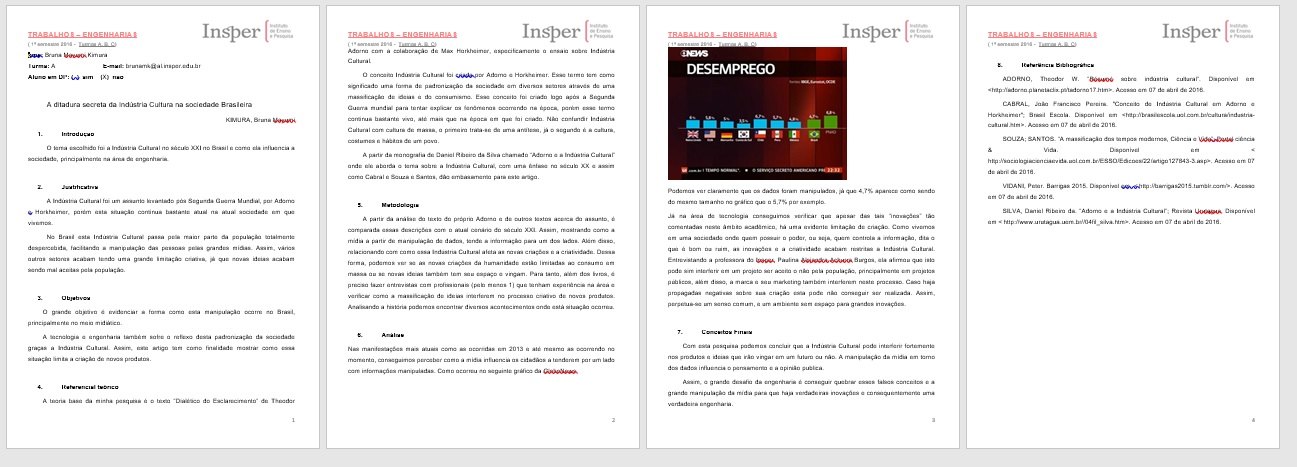 TRABALHO 8 – ENGENHARIA $
( 1º semestre 2016 – Turmas A, B, C)
Insper
Instituto
de Ensino
e Pesquisa
Nome: Bruna Kimura
Turma: A E-mail: brunamk@al.insper.edu.br
Aluno em DP: sim (X) não
A ditadura secreta da Indústria Cultura na sociedade Brasileira
KIMURA, Bruna
1. Introdução
O tema escolhido foi a Indústria Cultural no século XXI no Brasil e como ela influencia a
sociedade, principalmente na área de engenharia.
2. Justificativa
A Indústria Cultural foi um assunto levantado pós Segunda Guerra Mundial, por Adorno
e Horkheimer, porém esta situação continua bastante atual na atual sociedade em que
vivemos.
No Brasil esta Indústria Cultural passa pela maior parte da população totalmente
despercebida, facilitando a manipulação das pessoas pelas grandes mídias. Assim, vários
outros setores acabam tendo uma grande limitação criativa, já que novas ideias acabam
sendo mal aceitas pela população.
3. Objetivos
O grande objetivo é evidenciar a forma como esta manipulação ocorre no Brasil,
principalmente no meio midiático.
A tecnologia e engenharia também sofre o reflexo desta padronização da sociedade
graças a Indústria Cultural. Assim, este artigo tem como finalidade mostrar como essa
situação limita a criação de novos produtos.
4. Referencial teórico
A teoria base da minha pesquisa é o texto "Dialético do Esclarecimento" de Theodor
1
TRABALHO 8 – ENGENHARIA $
( 1º semestre 2016 – Turmas A, B, C)
Insper
Instituto
de Ensino
e Pesquisa
Adorno com a colaboração de Max Horkheimer, especificamente o ensaio sobre Indústria
Cultural.
O conceito Indústria Cultural foi criado por Adorno e Horkheimer. Esse termo tem como
significado uma forma de padronização da sociedade em diversos setores através de uma
massificação de ideias e do consumismo. Esse conceito foi criado logo após a Segunda
Guerra mundial para tentar explicar os fenômenos ocorrendo na época, porém esse termo
continua bastante vivo, até mais que na época em que foi criado. Não confundir Indústria
Cultural com cultura de massa, o primeiro trata-se de uma antítese, já o segundo é a cultura,
costumes e hábitos de um povo.
A partir da monografia de Daniel Ribeiro da Silva chamado "Adorno e a Indústria Cultural"
onde ele aborda o tema sobre a Indústria Cultural, com uma ênfase no século XX e assim
como Cabral e Souza e Santos, dão embasamento para este artigo.
5. Metodologia
A partir da análise do texto do próprio Adorno e de outros textos acerca do assunto, é
comparada essas descrições com o atual conário do século XXI. Assim, mostrando como a
mídia a partir de manipulação de dados, tende a informação para um dos lados. Além disso,
relacionando com como essa Indústria Cultural afeta as novas criações e a criatividade. Dessa
forma, podemos ver se as novas criações da humanidade estão limitadas ao consumo em
massa ou se novas ideias também tem seu espaço e vingam. Para tanto, além dos livros, é
preciso fazer entrevistas com profissionais (pelo menos 1) que tenham experiência na área e
verificar como a massificação de ideias interferem no processo criativo de novos produtos.
Analisando a história podemos encontrar diversos acontecimentos onde está situação ocorreu.
6. Análise
Nas manifestações mais atuais como as ocorridas em 2013 e até mesmo as ocorrendo no
momento, conseguimos perceber como a mídia influencia os cidadãos a tenderem por um lado
com informações manipuladas. Como ocorreu no seguinte gráfico da GloboNews.
2
TRABALHO 8 – ENGENHARIA $
( 1º semestre 2016 – Turmas A, B, C)
Insper
Instituto
de Ensino
e Pesquisa
NEWS
DESEMPREGO
.com.br I TEMPO NORMAL". O SERVIÇO SECRETO AMERICANO PR 22:32
Podemos ver claramente que os dados foram manipulados, já que 4,7% aparece como sendo
do mesmo tamanho no gráfico que o 5,7% por exemplo.
Já na área de tecnologia conseguimos verificar que apesar das tais "inovações" tão
comentadas neste âmbito acadêmico, há uma evidente limitação de criação. Como vivemos
em uma sociedade onde quem possuir o poder, ou seja, quem controla a informação, dita o
que é bom ou ruim, as inovações e a criatividade acabam restritas a Indústria Cultural.
Entrevistando a professora do Insper, Paulina Burgos, ela afirmou que isto
pode sim interferir em um projeto ser aceito o não pela população, principalmente em projetos
públicos, além disso, a marca e seu marketing também interferem neste processo. Caso haja
propagadas negativas sobre sua criação esta pode não conseguir ser realizada. Assim,
perpetua-se um senso comum, e um ambiente sem espaço para grandes inovações.
7. Conceitos Finais
Com esta pesquisa podemos concluir que a Indústria Cultural pode interferir fortemente
nos produtos e ideias que irão vingar em um futuro ou não. A manipulação da mídia em torno
dos dados influencia o pensamento e a opinião publica.
Assim, o grande desafio da engenharia é conseguir quebrar esses falsos conceitos e a
grande manipulação da mídia para que haja verdadeiras inovações e consequentemente uma
verdadeira engenharia.
3
TRABALHO 8 – ENGENHARIA $
( 1º semestre 2016 – Turmas A, B, C)
Insper
Instituto
de Ensino
e Pesquisa
8. Referência Bibliográfica
ADORNO, Theodor W. "Résumé sobre indústria cultural". Disponível em
<http://adorno.planetaclix.pt/tadorno17.htm>. Acesso em 07 de abril de 2016.
CABRAL, João Francisco Pereira. "Conceito de Indústria Cultural em Adorno e
Horkheimer"; Brasil Escola. Disponível em <http://brasilescola.uol.com.br/cultura/industria-
cultural.htm>. Acesso em 07 de abril de 2016.
SOUZA; SANTOS. "A massificação dos tempos modernos, Ciência e Vida". Portal ciência
& Vida. Disponível em <
http://sociologiacienciaevida.uol.com.br/ESSO/Edicoes/22/artigo127843-3.asp>. Acesso em 07
de abril de 2016.
VIDANI, Peter. Barrigas 2015. Disponível http://barrigas2015.tumblr.com/>. Acesso
em 07 de abril de 2016.
SILVA, Daniel Ribeiro da. "Adorno e a Indústria Cultural"; Revista Urutágua. Disponível
em < http://www.urutagua.uem.br//04fil_silva.htm>. Acesso em 07 de abril de 2016.
4